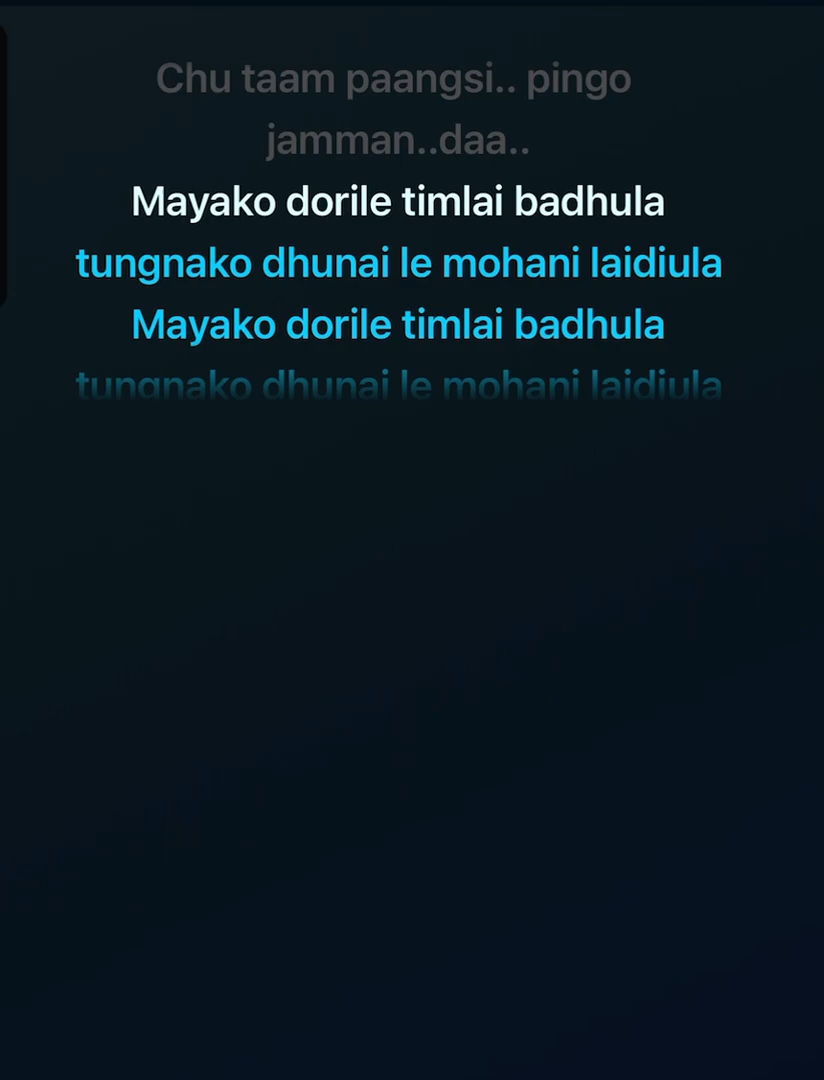 Chu taam paangsi.. pingo
jamman..daa..
Mayako dorile timlai badhula
tungnako dhunai le mohani laidiula
Mayako dorile timlai badhula
tungnako dhunai le mohani laidiula